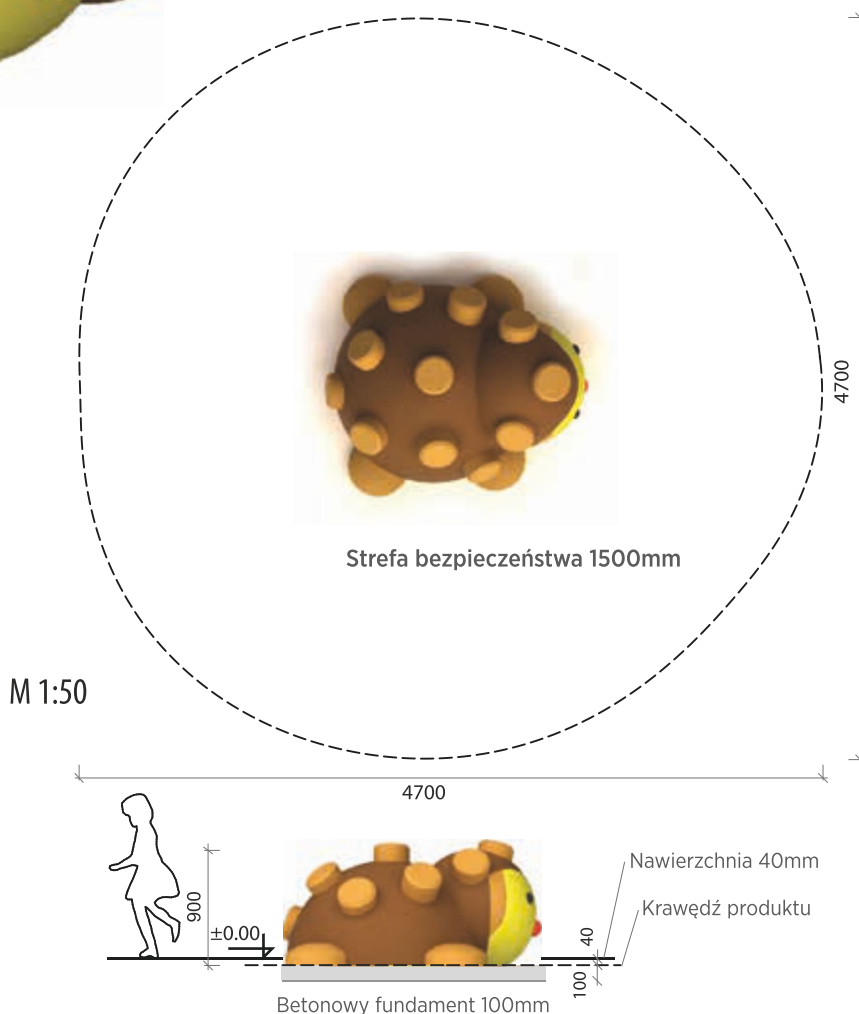 4700
Strefa bezpieczeństwa 1500mm
M 1:50
4700
Nawierzchnia 40mm
Krawędź produktu
900
±0.00
40
100
Betonowy fundament 100mm